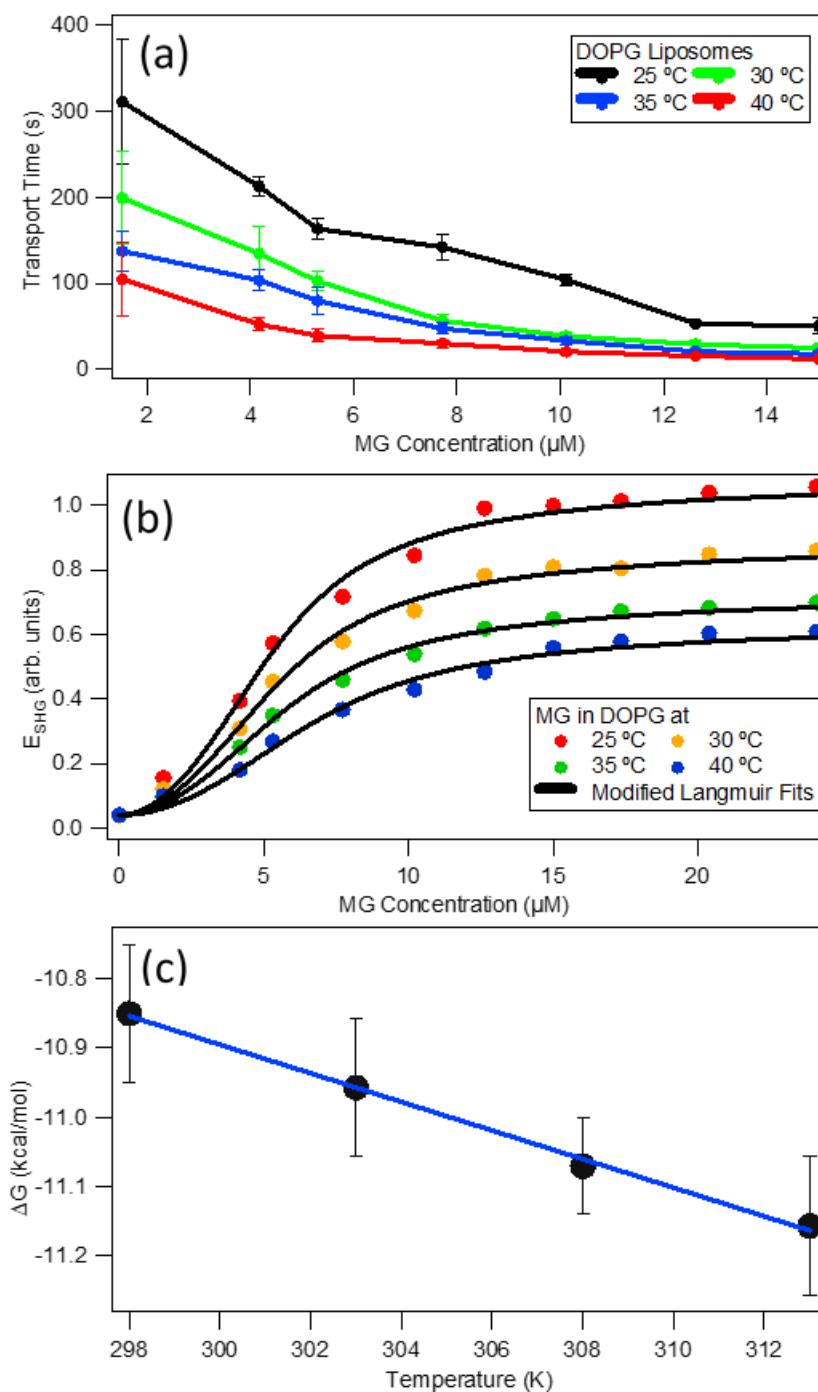 (a)
DOPG Liposomes
25 ºC 30 ºC
35 ºC 40 ºC
400
300
200
100
0
Transport Time (s)
2 4 6 8 10 12 14
MG Concentration (µM)
(b)
1.0
0.8
0.6
0.4
0.2
0.0
E_SHG (arb. units)
MG in DOPG at
25 ºC 30 ºC
35 ºC 40 ºC
Modified Langmuir Fits
0 5 10 15 20
MG Concentration (µM)
(c)
-10.8
-10.9
-11.0
-11.1
-11.2
ΔG (kcal/mol)
298 300 302 304 306 308 310 312
Temperature (K)